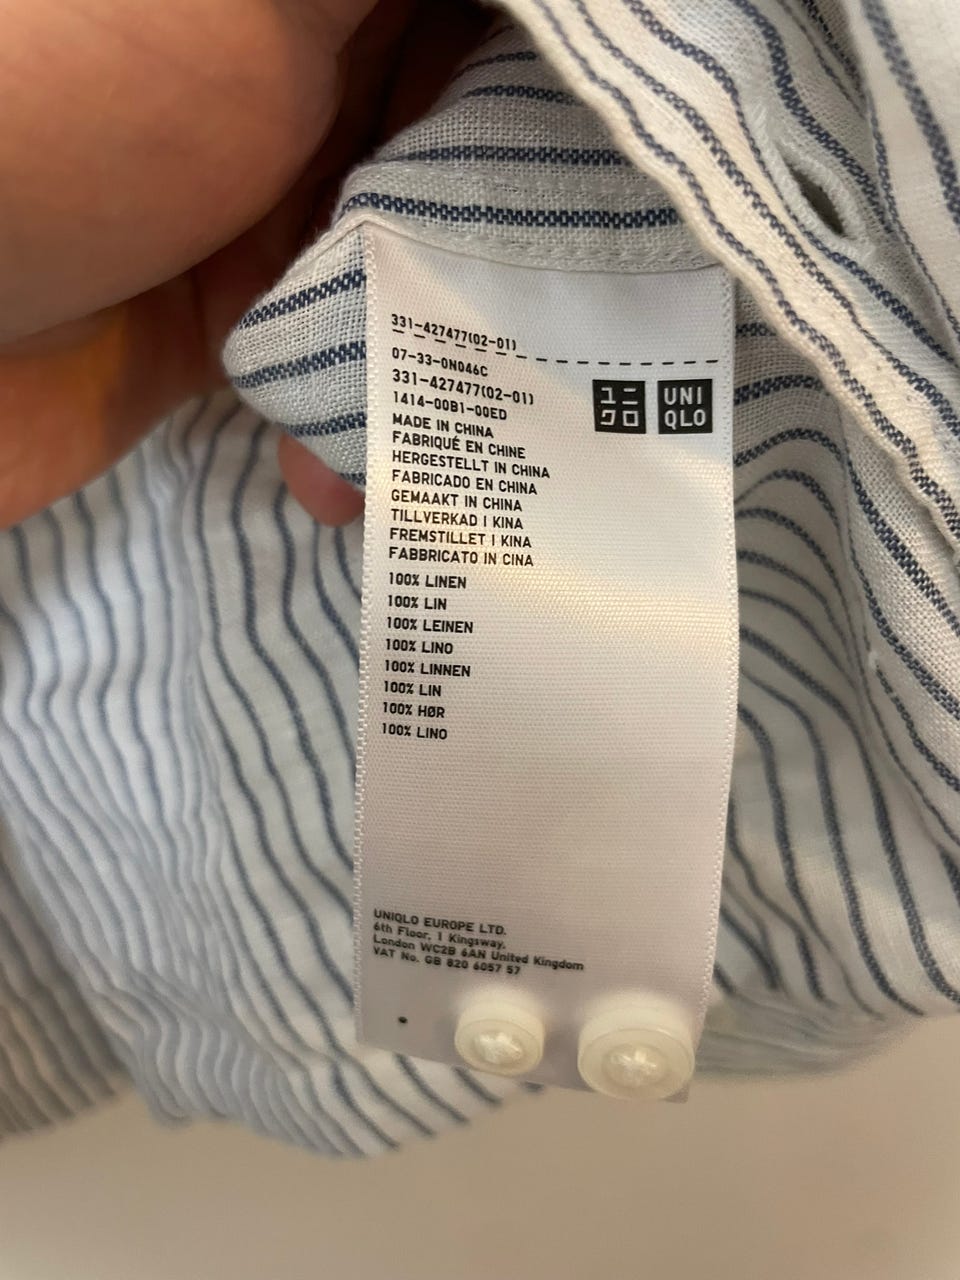 331-427477(02-01)
07-33-0N046C
331-427477(02-01)
1414-00B1-00ED
ユニ
クロ
UNI
QLO
MADE IN CHINA
FABRIQUÉ EN CHINE
HERGESTELLT IN CHINA
FABRICADO EN CHINA
GEMAAKT IN CHINA
TILLVERKAD I KINA
FREMSTILLET I KINA
FABBRICATO IN CINA
100% LINEN
100% LIN
100% LEINEN
100% LINO
100% LINNEN
100% LIN
100% HØR
100% LINO
UNIQLO EUROPE LTD.
6th Floor, 1 Kingsway,
London WC2B 6AN United Kingdom
VAT No. GB 820 6057 57